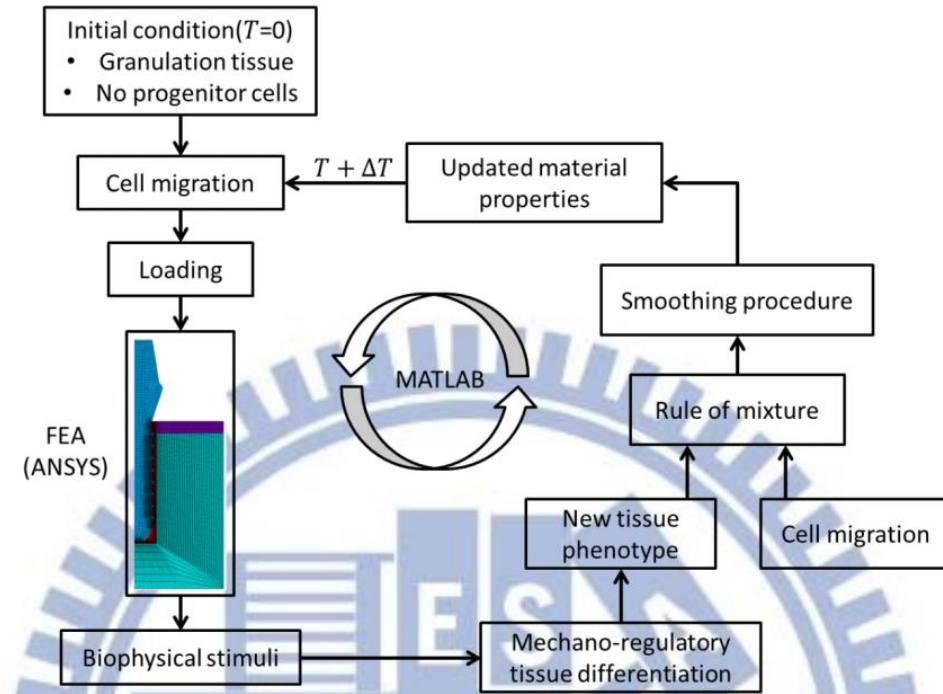 Initial condition(T=0)
• Granulation tissue
• No progenitor cells
Cell migration
T + ΔT
Updated material
properties
Loading
Smoothing procedure
MATLAB
Rule of mixture
FEA
(ANSYS)
New tissue
phenotype
Cell migration
Biophysical stimuli
Mechano-regulatory
tissue differentiation
E S A